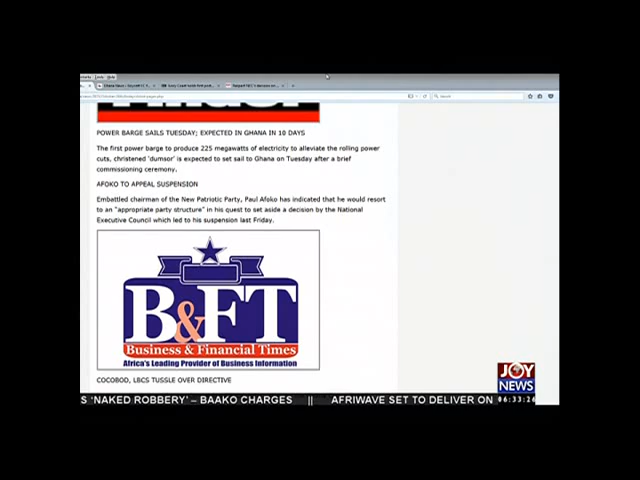 Tools Help
POWER BARGE SAILS TUESDAY; EXPECTED IN GHANA IN 10 DAYS
The first power barge to produce 225 megawatts of electricity to alleviate the rolling power
cuts, christened 'dumsor' is expected to set sail to Ghana on Tuesday after a brief
commissioning ceremony.
AFOKO TO APPEAL SUSPENSION
Embattled chairman of the New Patriotic Party, Paul Afoko has indicated that he would resort
to an "appropriate party structure" in his quest to set aside a decision by the National
Executive Council which led to his suspension last Friday.
B&FT
Business & Financial Times
Africa's Leading Provider of Business Information
COCOBOD, LBCS TUSSLE OVER DIRECTIVE
JOY
NEWS
S 'NAKED ROBBERY' – BAAKO CHARGES || AFRIWAVE SET TO DELIVER ON
06:33:26